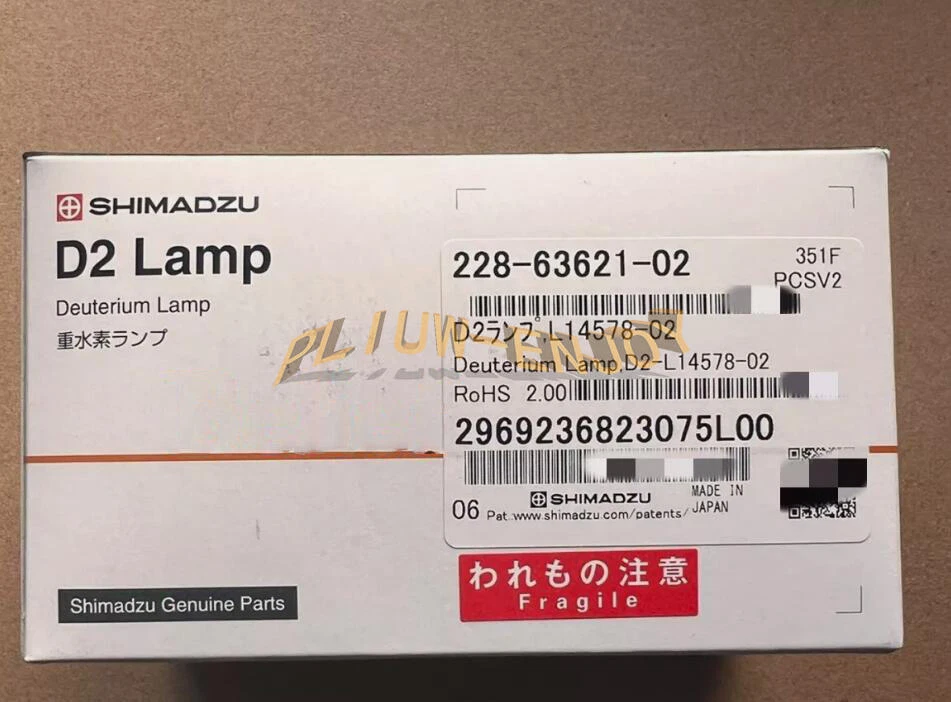 SHIMADZU
D2 Lamp
Deuterium Lamp
重水素ランプ
228-63621-02
351F
PCSV2
D2ランプ,L14578-02
Deuterium Lamp,D2-L14578-02
RoHS 2.00
2969236823075L00
SHIMADZU
MADE IN
JAPAN
06 Pat.www.shimadzu.com/patents/
PLIUW-ENJOY
われもの注意
Fragile
Shimadzu Genuine Parts